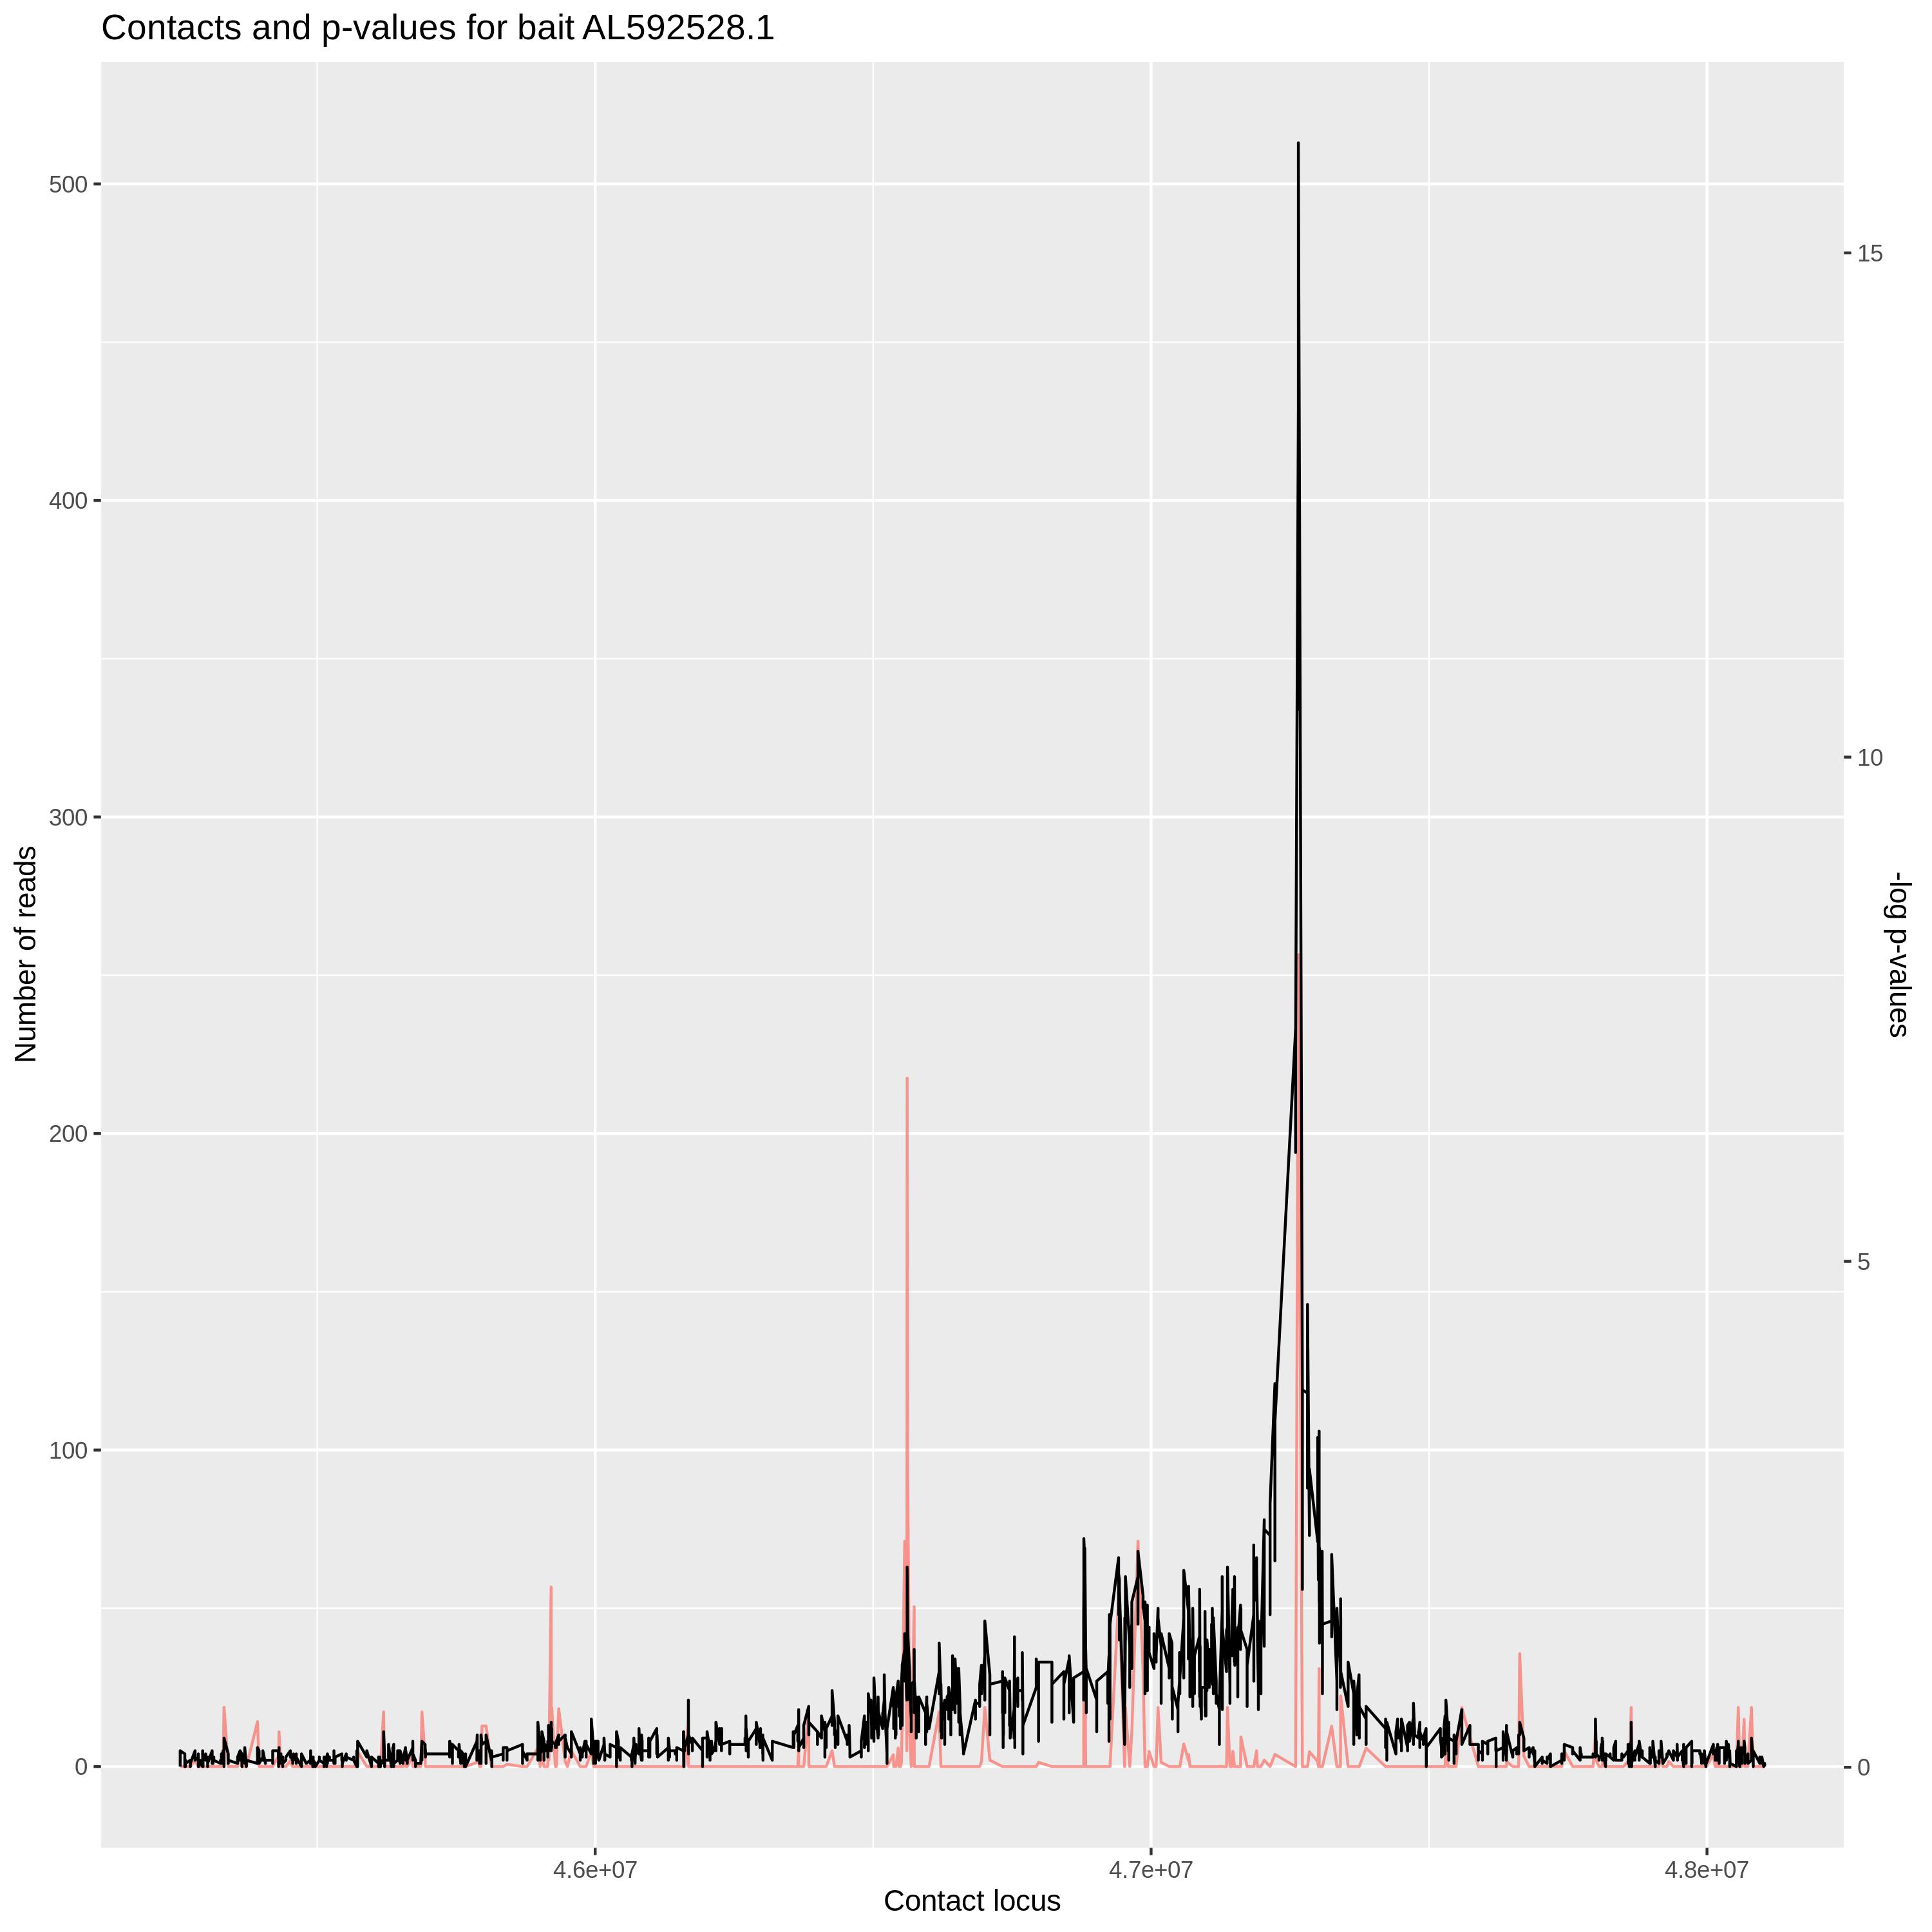 Contacts and p-values for bait AL592528.1
500
400
300
200
100
0
Number of reads
15
10
5
0
-log p-values
4.6e+07
4.7e+07
4.8e+07
Contact locus